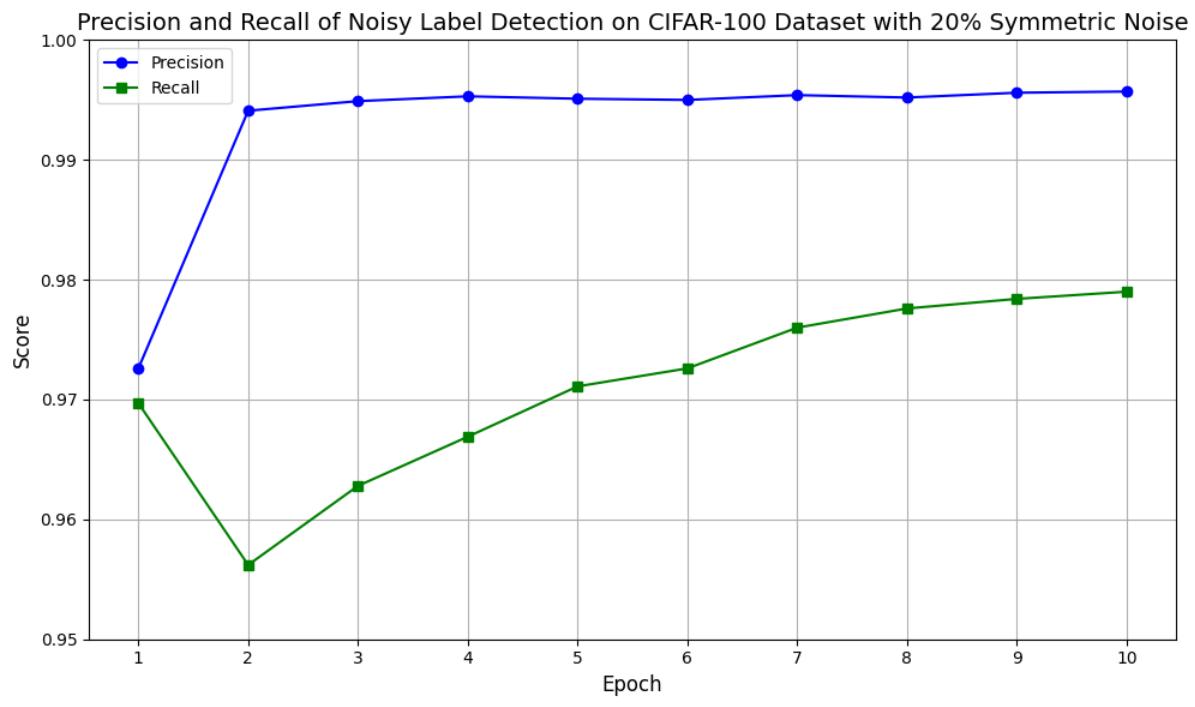 Precision and Recall of Noisy Label Detection on CIFAR-100 Dataset with 20% Symmetric Noise
Precision
Recall
1.00
0.99
0.98
0.97
0.96
0.95
Score
1 2 3 4 5 6 7 8 9 10
Epoch